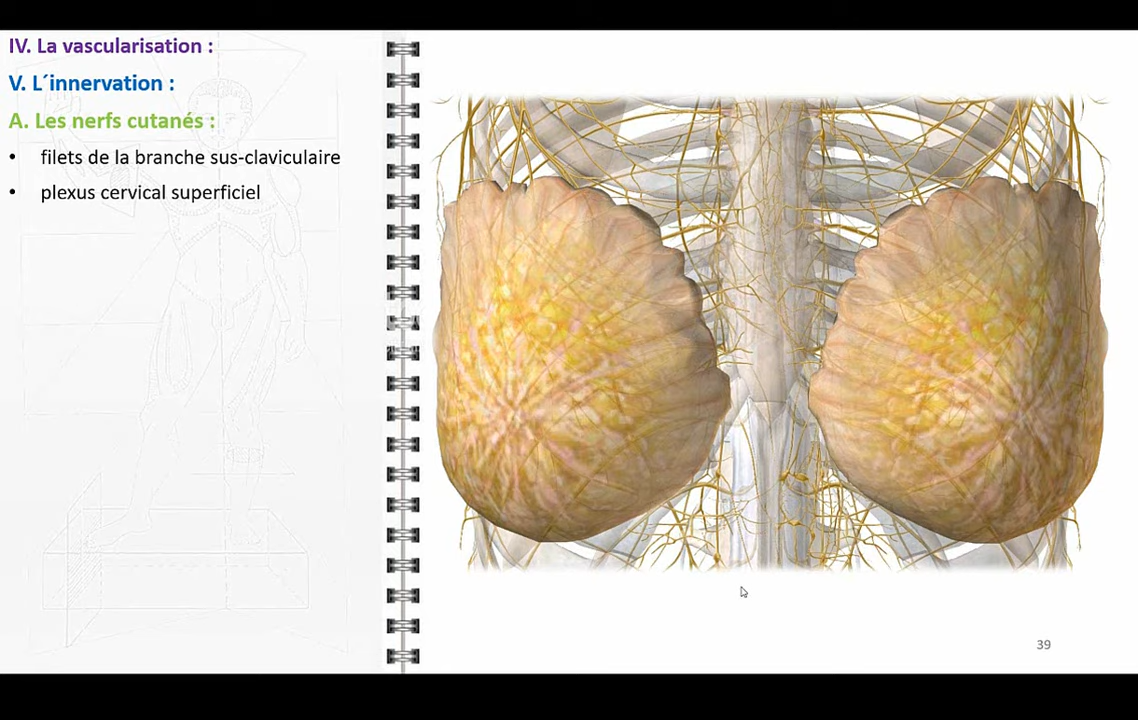 IV. La vascularisation :
V. L´innervation :
A. Les nerfs cutanés :
• filets de la branche sus-claviculaire
• plexus cervical superficiel
39